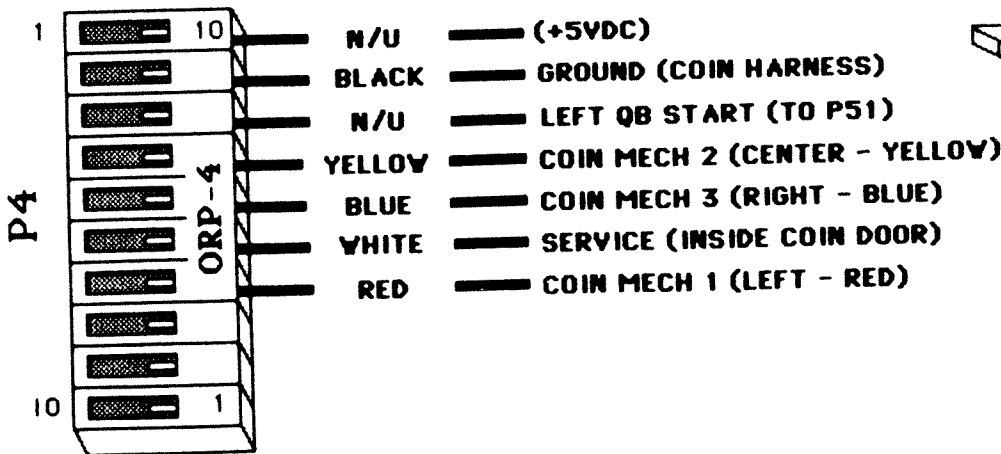 1 10 N/U (+5VDC)
BLACK GROUND (COIN HARNESS)
N/U LEFT QB START (TO P51)
YELLOW COIN MECH 2 (CENTER - YELLOW)
BLUE COIN MECH 3 (RIGHT - BLUE)
WHITE SERVICE (INSIDE COIN DOOR)
RED COIN MECH 1 (LEFT - RED)
P4
ORP-4
10 1